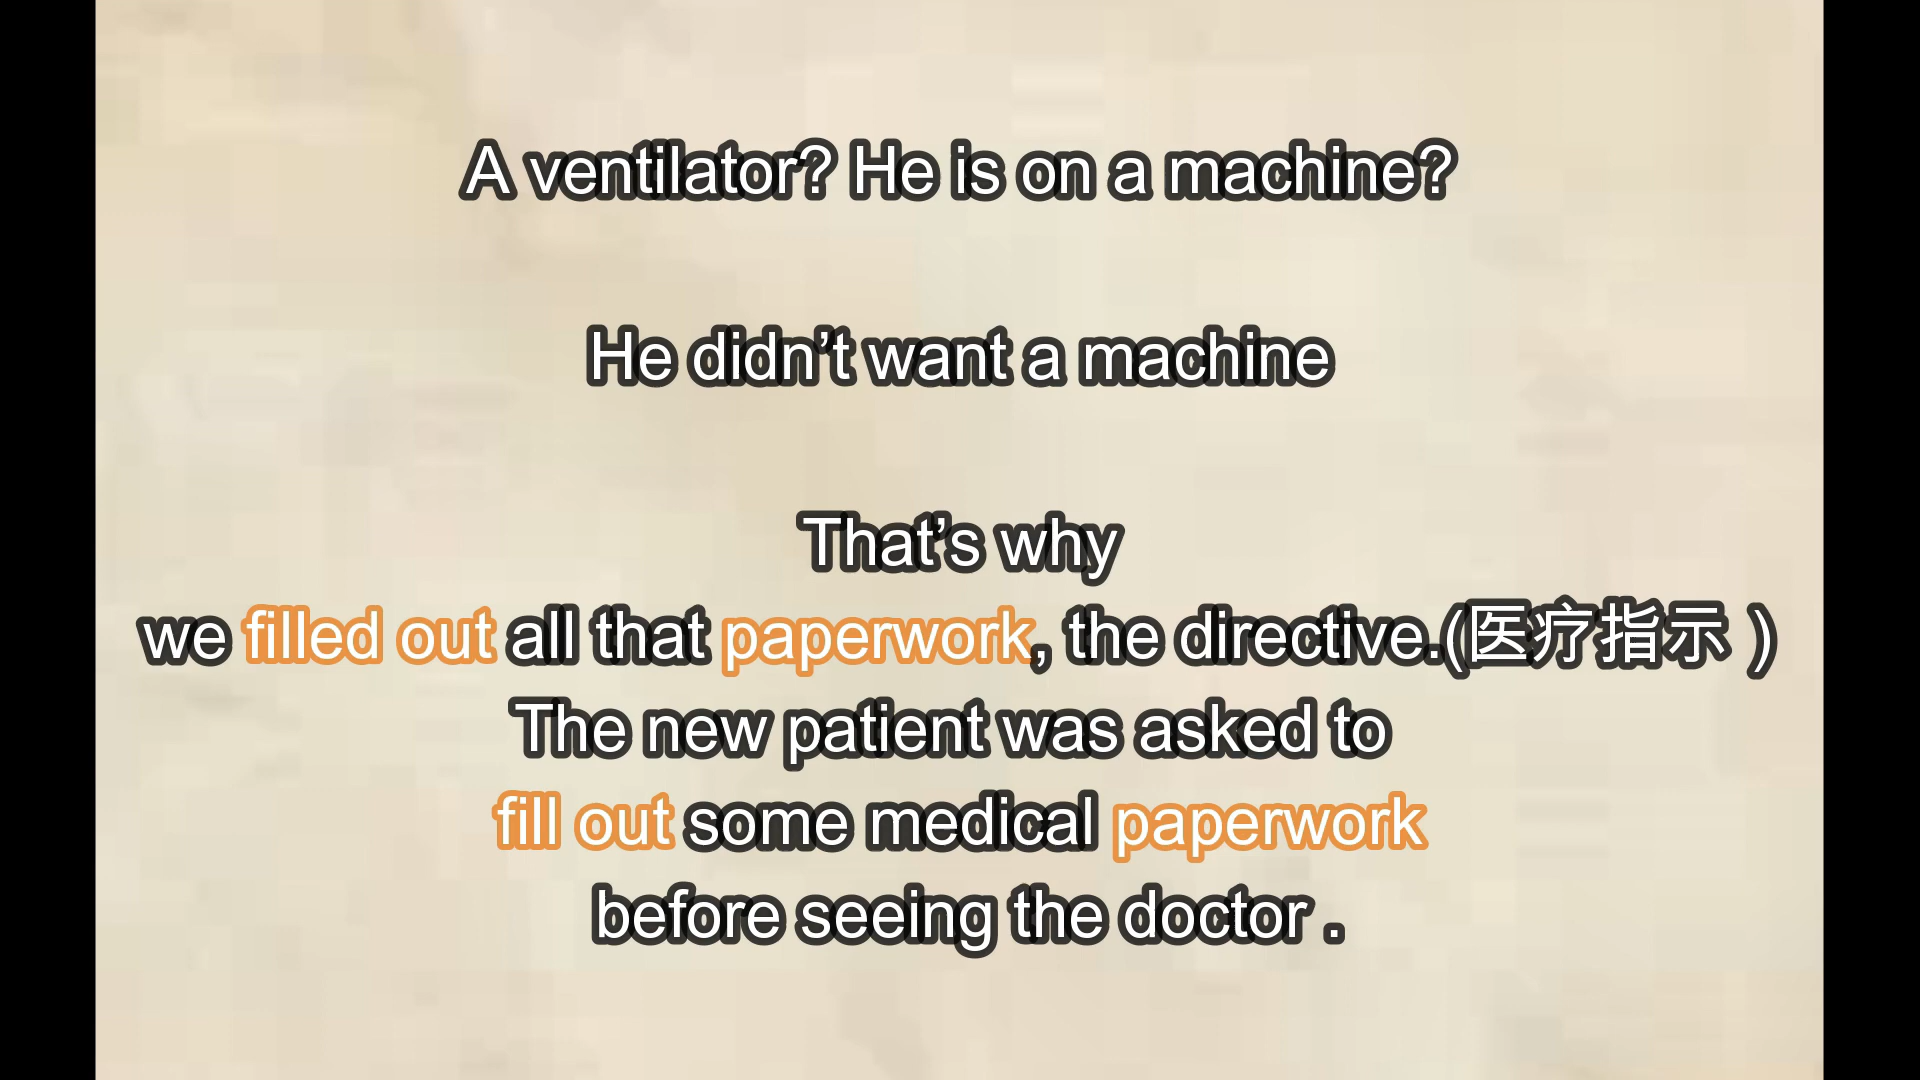 A ventilator? He is on a machine?
He didn’t want a machine
That’s why
we filled out all that paperwork, the directive.(医疗指示 )
The new patient was asked to
fill out some medical paperwork
before seeing the doctor .